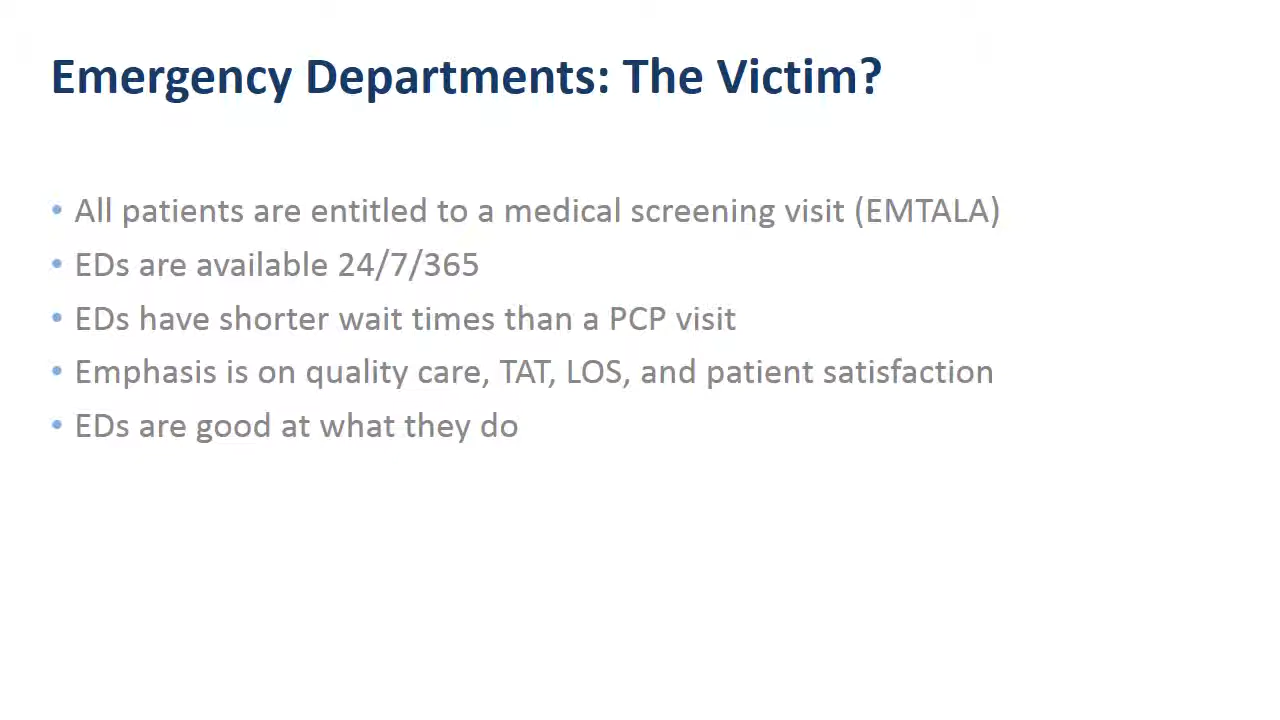 Emergency Departments: The Victim?
• All patients are entitled to a medical screening visit (EMTALA)
• EDs are available 24/7/365
• EDs have shorter wait times than a PCP visit
• Emphasis is on quality care, TAT, LOS, and patient satisfaction
• EDs are good at what they do